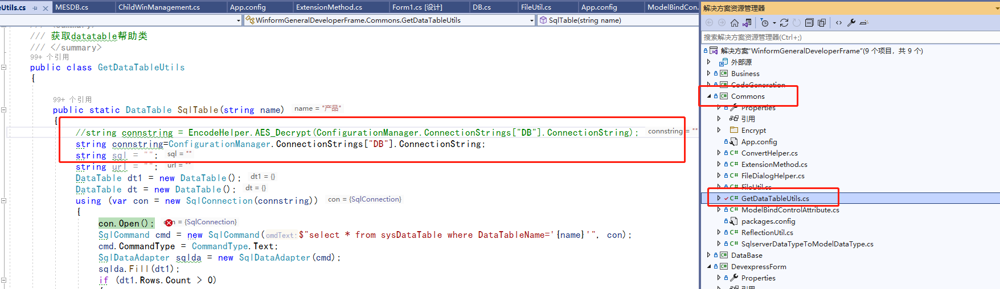 eUtils.cs MESDB.cs ChildWinManagement.cs App.config ExtensionMethod.cs Form1.cs [设计] DB.cs FileUtil.cs App.config ModelBindCon.
WinformGeneralDeveloperFrame.Commons.GetDataTableUtils SqlTable(string name)
/// <summary>
/// 获取datatable帮助类
/// </summary>
99+ 个引用
public class GetDataTableUtils
{
99+ 个引用
public static DataTable SqlTable(string name) name = "产品"
{
//string connstring = EncodeHelper.AES_Decrypt(ConfigurationManager.ConnectionStrings["DB"].ConnectionString); connstring = ""
string connstring=ConfigurationManager.ConnectionStrings["DB"].ConnectionString;
string sql = ""; sql = ""
string url = ""; url = ""
DataTable dt1 = new DataTable(); dt1 = {}
DataTable dt = new DataTable(); dt = {}
using (var con = new SqlConnection(connstring)) con = {SqlConnection}
{
con.Open(); = {SqlConnection}
SqlCommand cmd = new SqlCommand(cmdText: $"select * from sysDataTable where DataTableName='{name}'", con);
cmd.CommandType = CommandType.Text;
SqlDataAdapter sqlda = new SqlDataAdapter(cmd);
sqlda.Fill(dt1);
if (dt1.Rows.Count > 0)
解决方案资源管理器
搜索解决方案资源管理器(Ctrl+;)
解决方案"WinformGeneralDeveloperFrame"(9 个项目，共 9 个)
外部源
C# Business
C# CodeGeneration
C# Commons
Properties
引用
Encrypt
App.config
C# ConvertHelper.cs
C# ExtensionMethod.cs
C# FileDialogHelper.cs
C# FileUtil.cs
C# GetDataTableUtils.cs
C# ModelBindControlAttribute.cs
packages.config
C# ReflectionUtil.cs
C# SqlserverDataTypeToModelDataType.cs
C# DataBase
C# DevexpressForm
Properties
引用